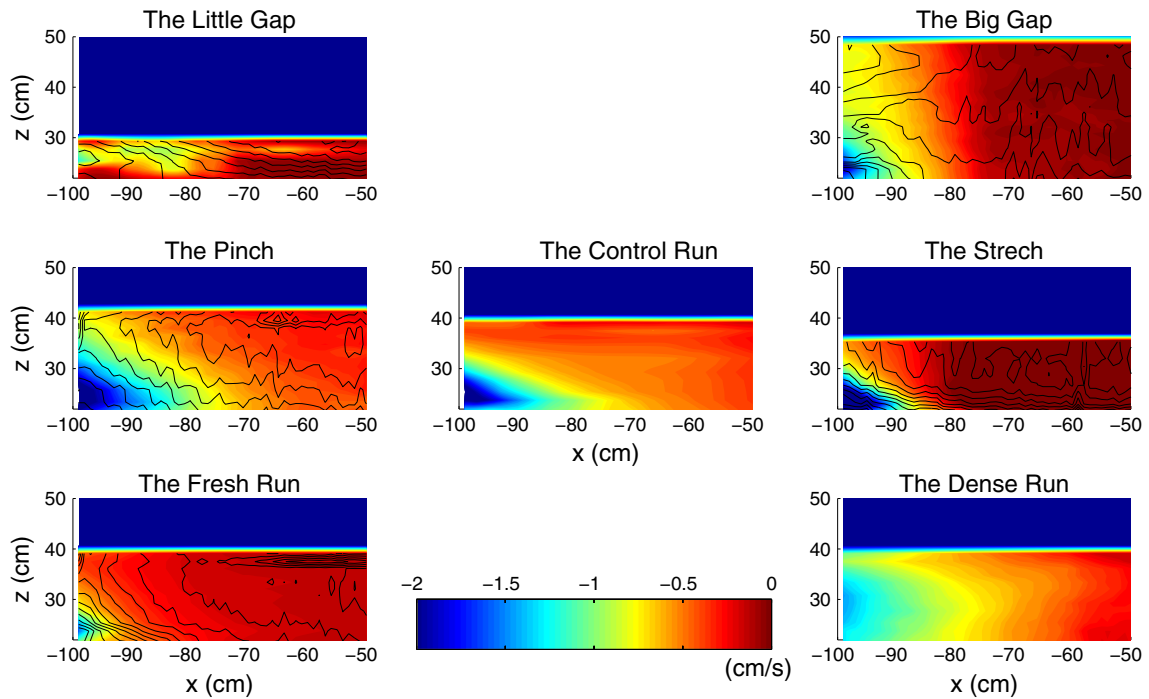 The Little Gap
The Big Gap
50
40
30
z (cm)
−100 −90 −80 −70 −60 −50
50
40
30
z (cm)
−100 −90 −80 −70 −60 −50
The Pinch
The Control Run
The Strech
50
40
30
z (cm)
−100 −90 −80 −70 −60 −50
50
40
30
z (cm)
−100 −90 −80 −70 −60 −50
x (cm)
50
40
30
z (cm)
−100 −90 −80 −70 −60 −50
The Fresh Run
The Dense Run
50
40
30
z (cm)
−100 −90 −80 −70 −60 −50
x (cm)
−2 −1.5 −1 −0.5 0
(cm/s)
50
40
30
−100 −90 −80 −70 −60 −50
x (cm)